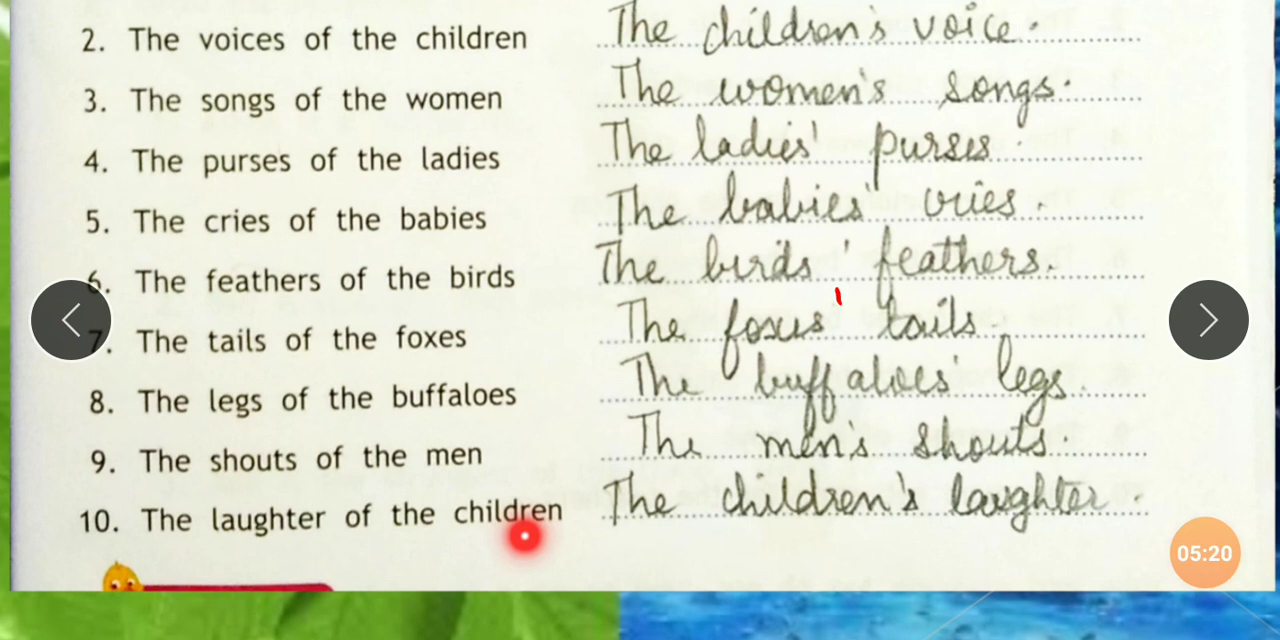 2. The voices of the children The children's voice.
3. The songs of the women The women's songs.
4. The purses of the ladies The ladies' purses.
5. The cries of the babies The babies' cries.
6. The feathers of the birds The birds' feathers.
7. The tails of the foxes The foxes' tails.
8. The legs of the buffaloes The buffaloes' legs.
9. The shouts of the men The men's shouts.
10. The laughter of the children The children's laughter.
05:20